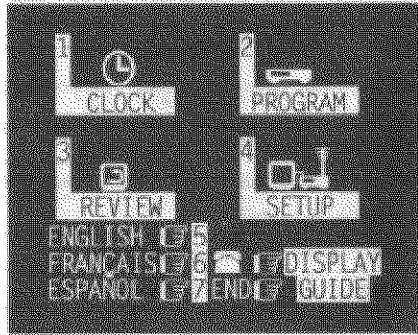 1 2
CLOCK PROGRAM
3 4
REVIEW SETUP
ENGLISH 5
FRANÇAIS 6 DISPLAY
ESPAÑOL 7 END GUIDE